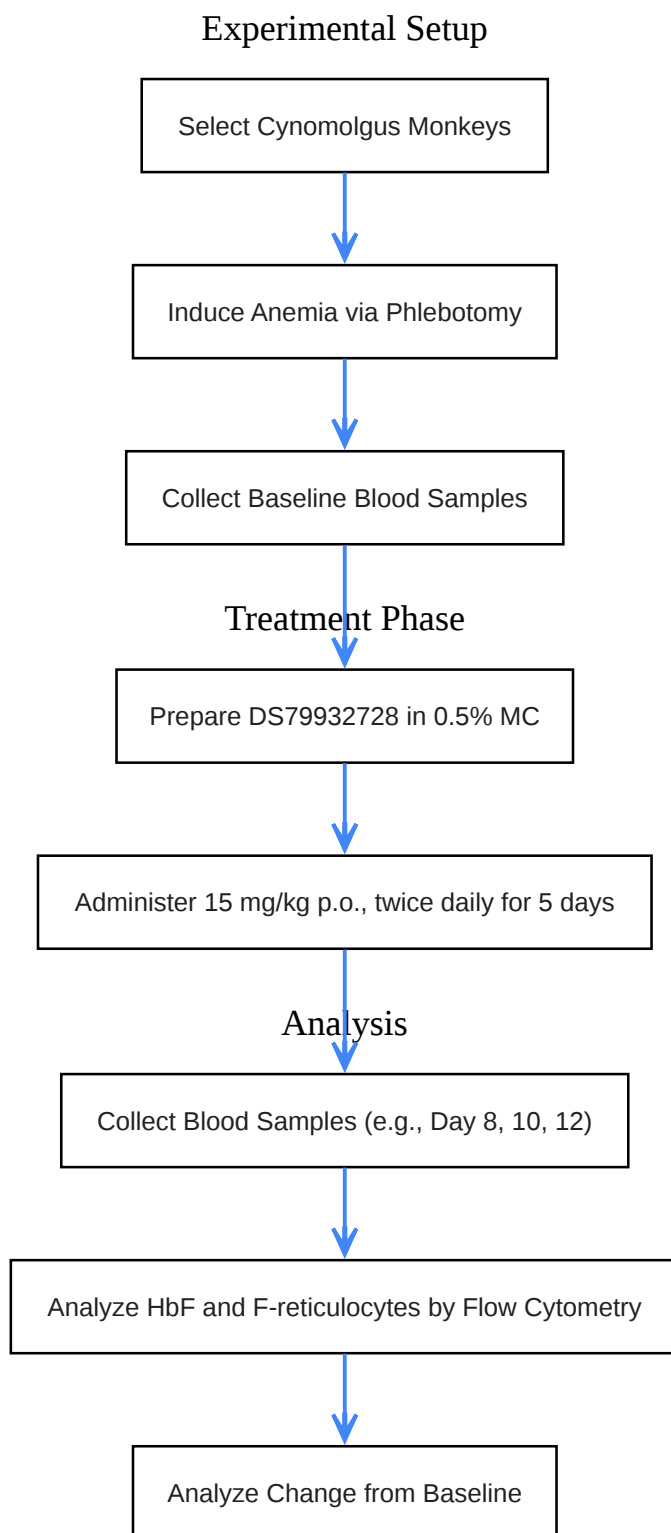 Experimental Setup
Select Cynomolgus Monkeys
Induce Anemia via Phlebotomy
Collect Baseline Blood Samples
Treatment Phase
Prepare DS79932728 in 0.5% MC
Administer 15 mg/kg p.o., twice daily for 5 days
Analysis
Collect Blood Samples (e.g., Day 8, 10, 12)
Analyze HbF and F-reticulocytes by Flow Cytometry
Analyze Change from Baseline